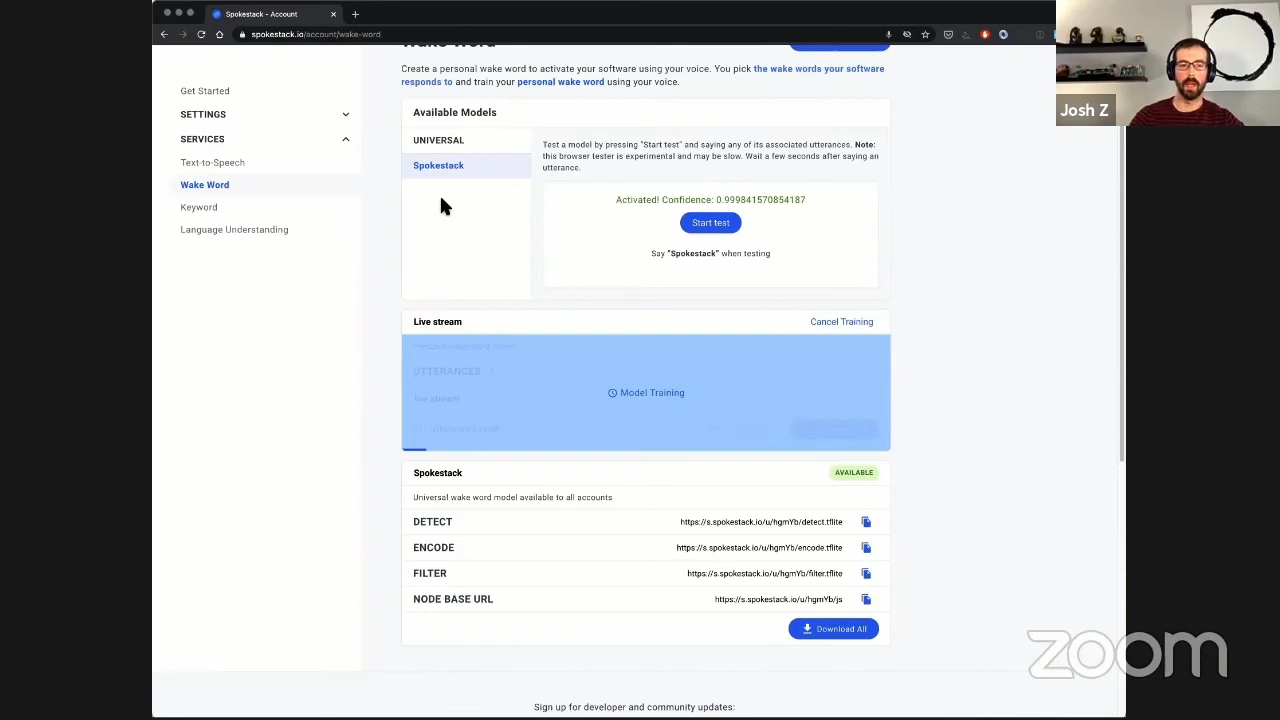 Spokestack - Account
spokestack.io/account/wake-word
Josh Z
Wake Word
Get Started
SETTINGS
SERVICES
Text-to-Speech
Wake Word
Keyword
Language Understanding
Create a personal wake word to activate your software using your voice. You pick the wake words your software
responds to and train your personal wake word using your voice.
Available Models
UNIVERSAL
Spokestack
Test a model by pressing "Start test" and saying any of its associated utterances. Note:
this browser tester is experimental and may be slow. Wait a few seconds after saying an
utterance.
Activated! Confidence: 0.999841570854187
Start test
Say "Spokestack" when testing
Live stream
Cancel Training
UTTERANCES
live stream
Model Training
Spokestack
AVAILABLE
Universal wake word model available to all accounts
DETECT
https://s.spokestack.io/u/hgmYb/detect.tflite
ENCODE
https://s.spokestack.io/u/hgmYb/encode.tflite
FILTER
https://s.spokestack.io/u/hgmYb/filter.tflite
NODE BASE URL
https://s.spokestack.io/u/hgmYb/js
Download All
Sign up for developer and community updates:
zoom